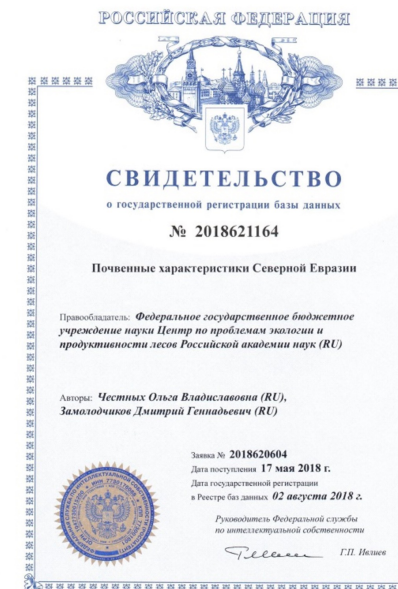 РОССИЙСКАЯ ФЕДЕРАЦИЯ
СВИДЕТЕЛЬСТВО
о государственной регистрации базы данных
№ 2018621164
Почвенные характеристики Северной Евразии
Правообладатель: Федеральное государственное бюджетное
учреждение науки Центр по проблемам экологии и
продуктивности лесов Российской академии наук (RU)
Авторы: Честных Ольга Владиславовна (RU),
Замолодчиков Дмитрий Геннадьевич (RU)
Заявка № 2018620604
Дата поступления 17 мая 2018 г.
Дата государственной регистрации
в Реестре баз данных 02 августа 2018 г.
Руководитель Федеральной службы
по интеллектуальной собственности
Г.П. Ивлиев